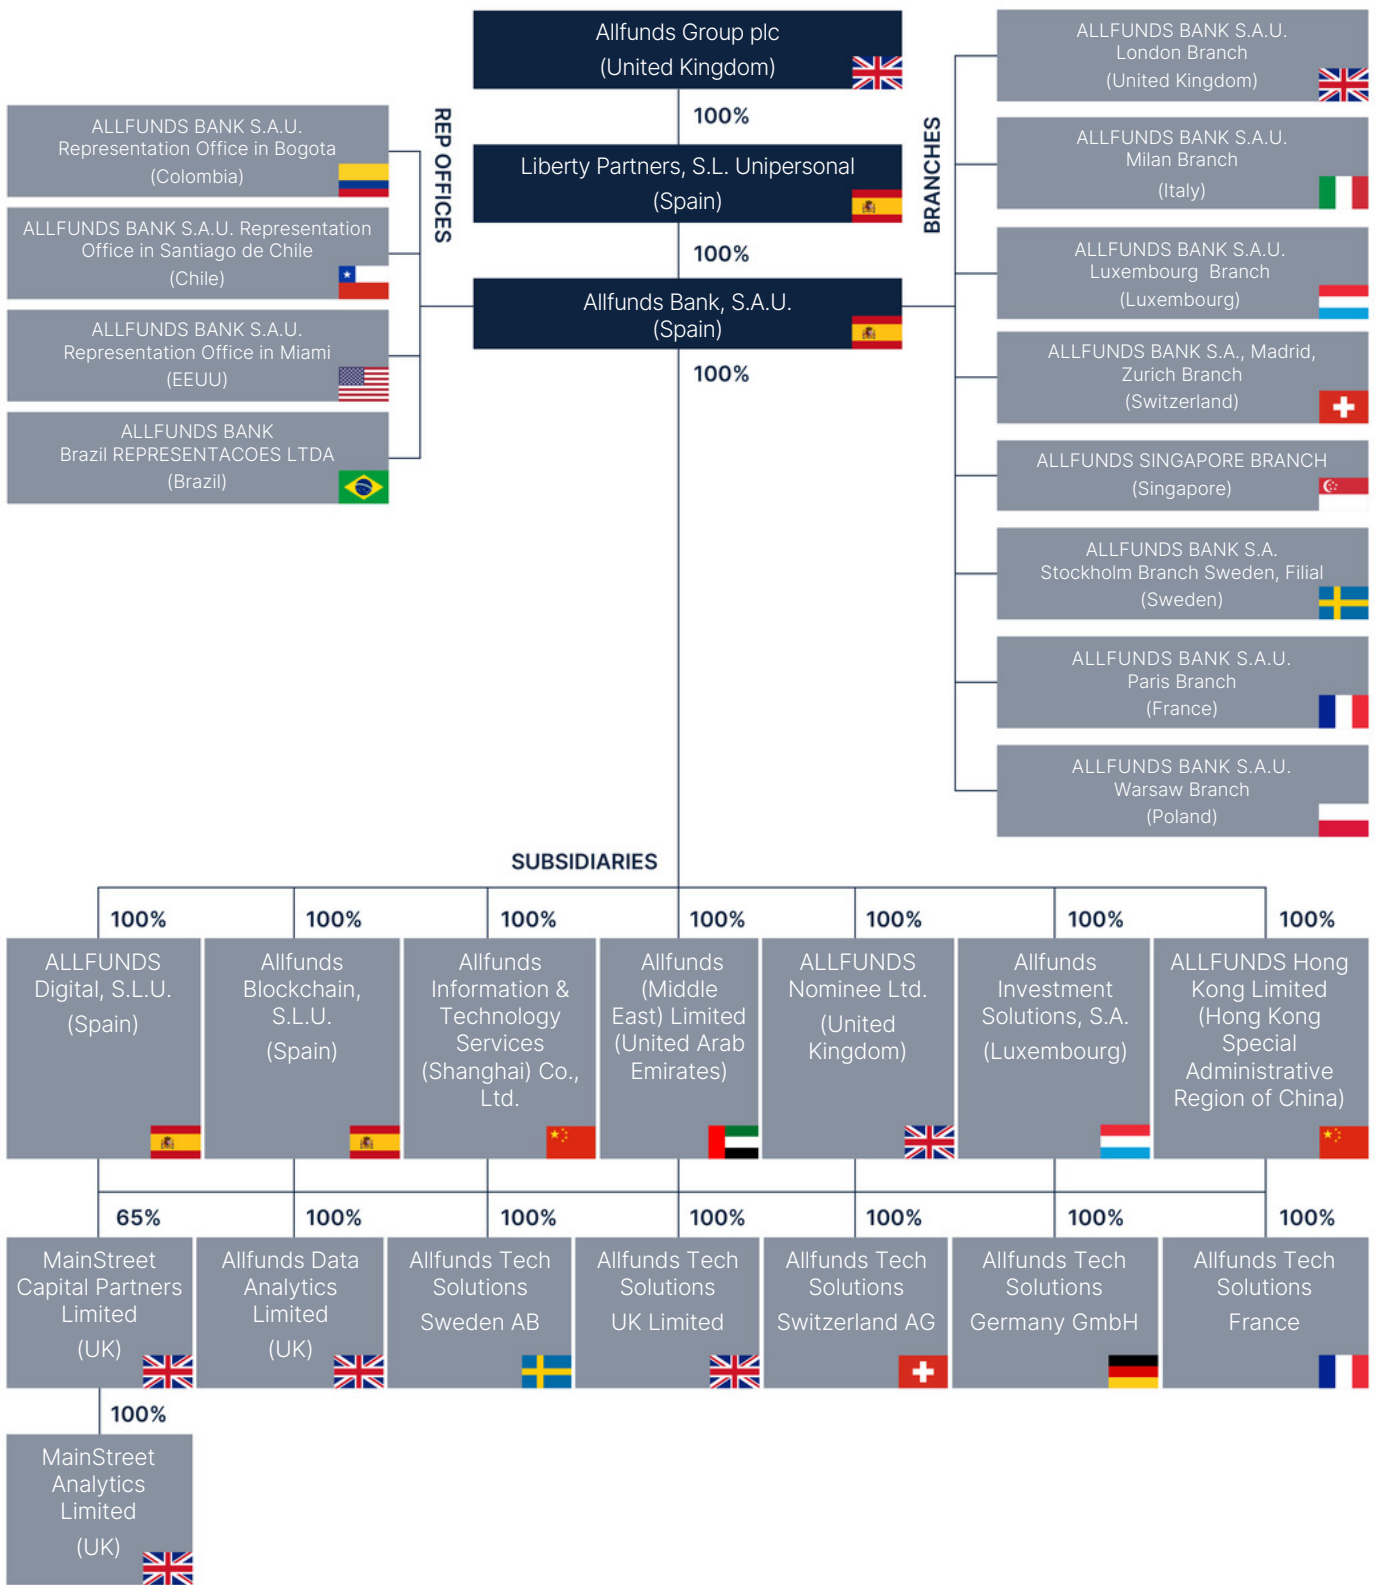 Allfunds Group plc
(United Kingdom)
100%
Liberty Partners, S.L. Unipersonal
(Spain)
100%
Allfunds Bank, S.A.U.
(Spain)
100%
REP OFFICES
ALLFUNDS BANK S.A.U.
Representation Office in Bogota
(Colombia)
ALLFUNDS BANK S.A.U. Representation
Office in Santiago de Chile
(Chile)
ALLFUNDS BANK S.A.U.
Representation Office in Miami
(EEUU)
ALLFUNDS BANK
Brazil REPRESENTACOES LTDA
(Brazil)
BRANCHES
ALLFUNDS BANK S.A.U.
London Branch
(United Kingdom)
ALLFUNDS BANK S.A.U.
Milan Branch
(Italy)
ALLFUNDS BANK S.A.U.
Luxembourg Branch
(Luxembourg)
ALLFUNDS BANK S.A., Madrid,
Zurich Branch
(Switzerland)
ALLFUNDS SINGAPORE BRANCH
(Singapore)
ALLFUNDS BANK S.A.
Stockholm Branch Sweden, Filial
(Sweden)
ALLFUNDS BANK S.A.U.
Paris Branch
(France)
ALLFUNDS BANK S.A.U.
Warsaw Branch
(Poland)
SUBSIDIARIES
100%
ALLFUNDS
Digital, S.L.U.
(Spain)
100%
Allfunds
Blockchain,
S.L.U.
(Spain)
100%
Allfunds
Information &
Technology
Services
(Shanghai) Co.,
Ltd.
100%
Allfunds
(Middle
East) Limited
(United Arab
Emirates)
100%
ALLFUNDS
Nominee Ltd.
(United
Kingdom)
100%
Allfunds
Investment
Solutions, S.A.
(Luxembourg)
100%
ALLFUNDS Hong
Kong Limited
(Hong Kong
Special
Administrative
Region of China)
65%
MainStreet
Capital Partners
Limited
(UK)
100%
Allfunds Data
Analytics
Limited
(UK)
100%
Allfunds Tech
Solutions
Sweden AB
100%
Allfunds Tech
Solutions
UK Limited
100%
Allfunds Tech
Solutions
Switzerland AG
100%
Allfunds Tech
Solutions
Germany GmbH
100%
Allfunds Tech
Solutions
France
100%
MainStreet
Analytics
Limited
(UK)